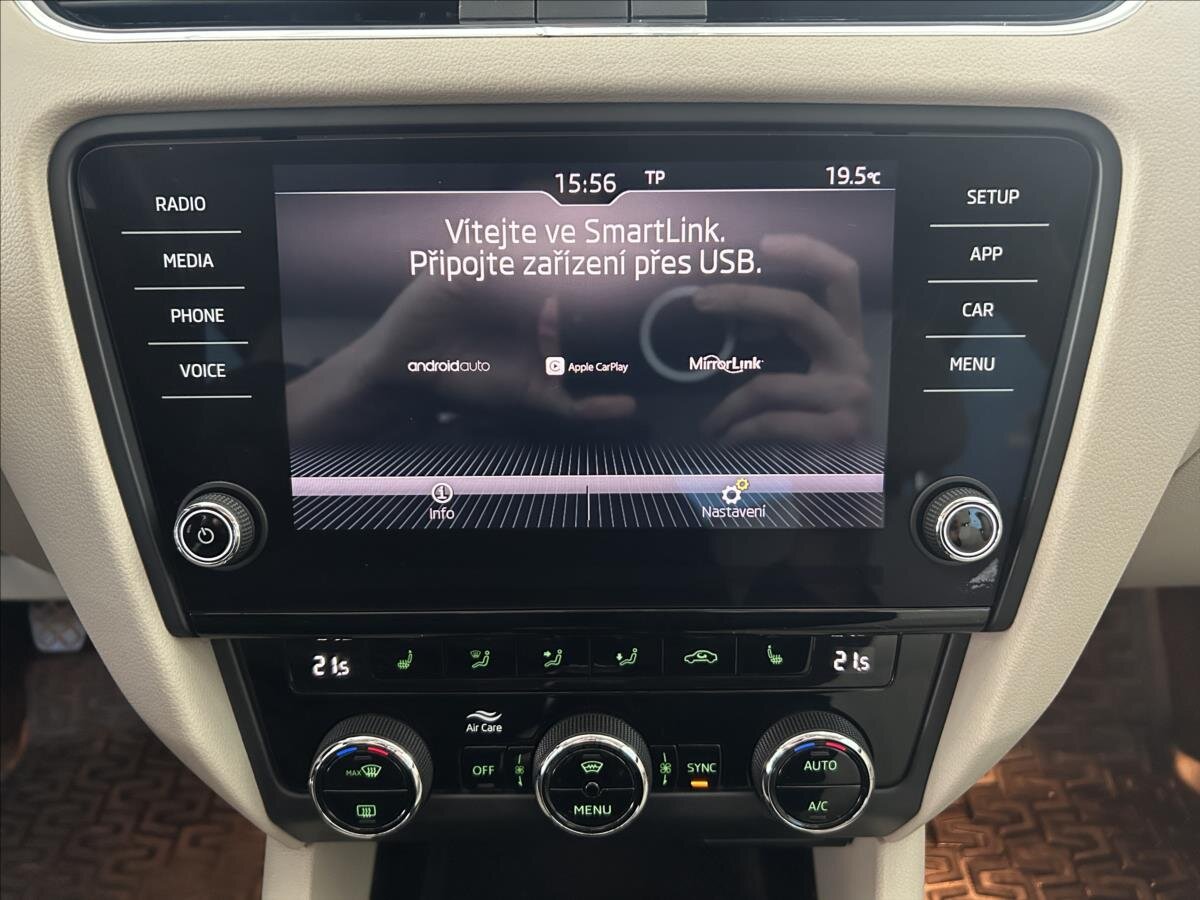 15:56 TP 19.5°C
RADIO
MEDIA
PHONE
VOICE
Vítejte ve SmartLink.
Připojte zařízení přes USB.
androidauto Apple CarPlay MirrorLink
Info Nastavení
SETUP
APP
CAR
MENU
21.5 21.5
Air Care
MAX OFF MENU SYNC AUTO
A/C